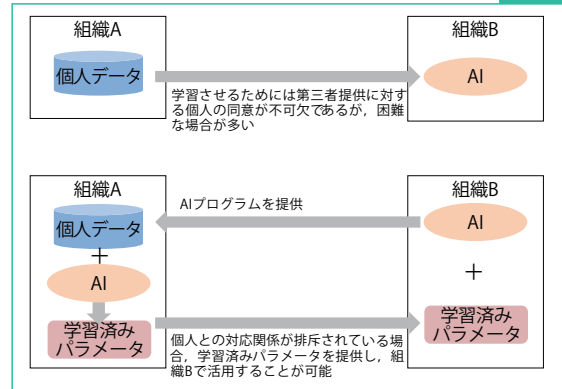 組織A
組織B
個人データ
AI
学習させるためには第三者提供に対す
る個人の同意が不可欠であるが，困難
な場合が多い
組織A
組織B
AIプログラムを提供
個人データ
AI
+
+
AI
学習済み
パラメータ
学習済み
パラメータ
個人との対応関係が排斥されている場
合，学習済みパラメータを提供し，組
織Bで活用することが可能